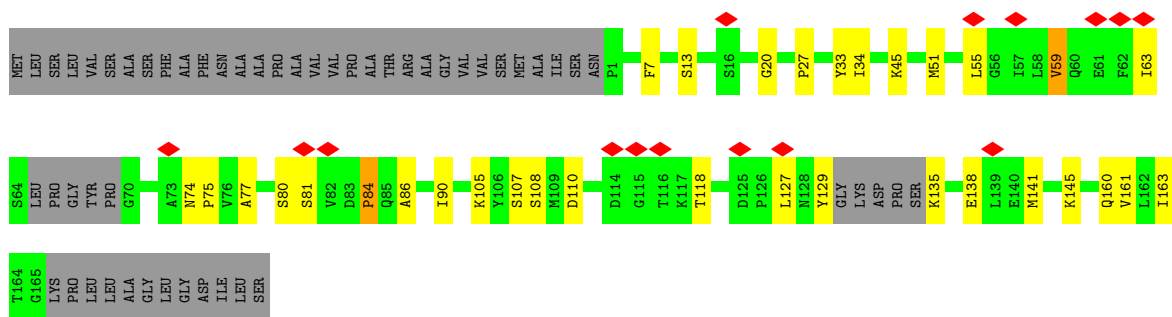 MET LEU SER LEU VAL SER ALA SER PHE ALA ALA PHE ASN ALA ALA PRO ALA VAL VAL PRO ALA THR ARG ALA GLY VAL VAL SER MET ALA ILE SER ASN P1 F7 S13 S16 G20 P27 Y33 I34 K45 M51 L55 G56 I57 L58 V59 Q60 E61 F62 I63
S64 LEU PRO GLY TYR PRO G70 A73 N74 P75 V76 A77 S80 S81 V82 D83 P84 Q85 A86 I90 K105 Y106 S107 S108 M109 D110 D114 G115 T116 K117 T118 D125 P126 L127 N128 Y129 GLY LYS ASP PRO SER K135 E138 L139 E140 M141 K145 Q160 V161 L162 I163
T164 G165 LYS PRO LEU LEU ALA GLY LEU GLY ASP ILE LEU SER